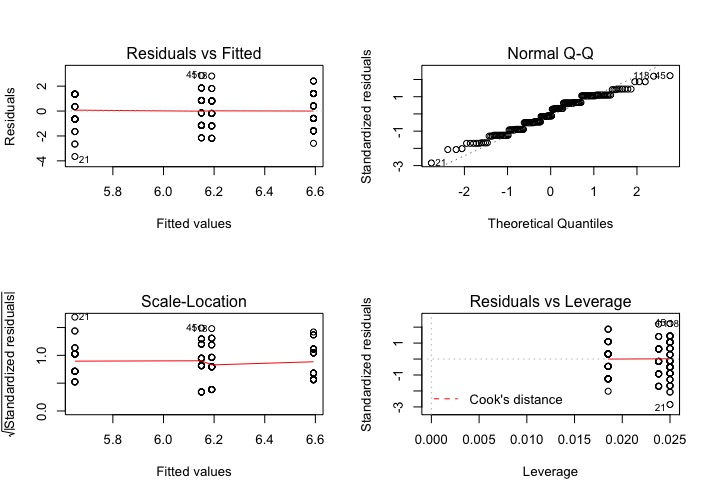 Residuals vs Fitted
Residuals
2
0
-2
-4
21
5.8 6.0 6.2 6.4 6.6
Fitted values
Normal Q-Q
Standardized residuals
1
-1
-3
21
118 45
-2 -1 0 1 2
Theoretical Quantiles
Scale-Location
√|Standardized residuals|
1.0
0.0
21
5.8 6.0 6.2 6.4 6.6
Fitted values
Residuals vs Leverage
Standardized residuals
1
-1
-3
21
Cook's distance
0.000 0.005 0.010 0.015 0.020 0.025
Leverage